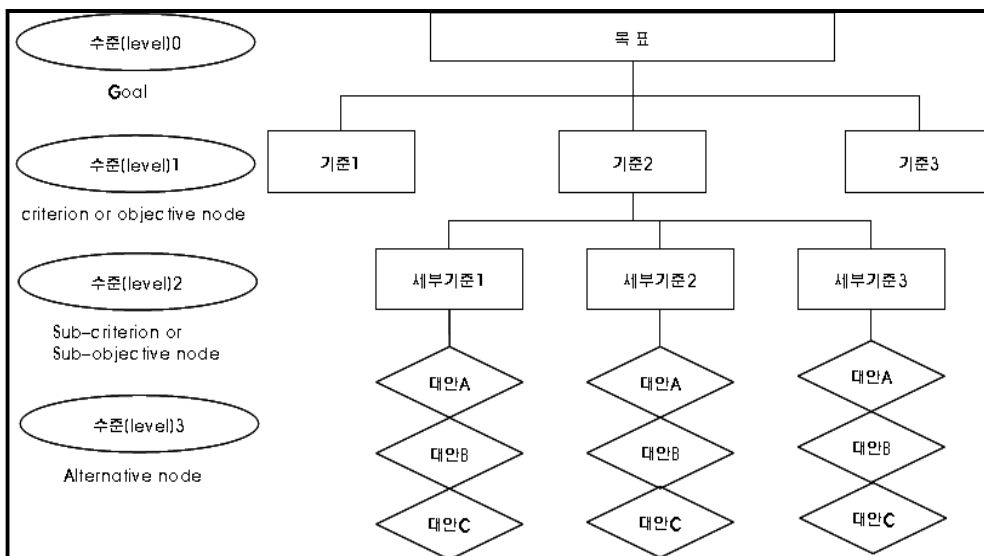 수준(level)0
목 표
Goal
수준(level)1
기준1
기준2
기준3
criterion or objective node
수준(level)2
세부기준1
세부기준2
세부기준3
Sub-criterion or
Sub-objective node
대안A
대안A
대안A
수준(level)3
대안B
대안B
대안B
Alternative node
대안C
대안C
대안C